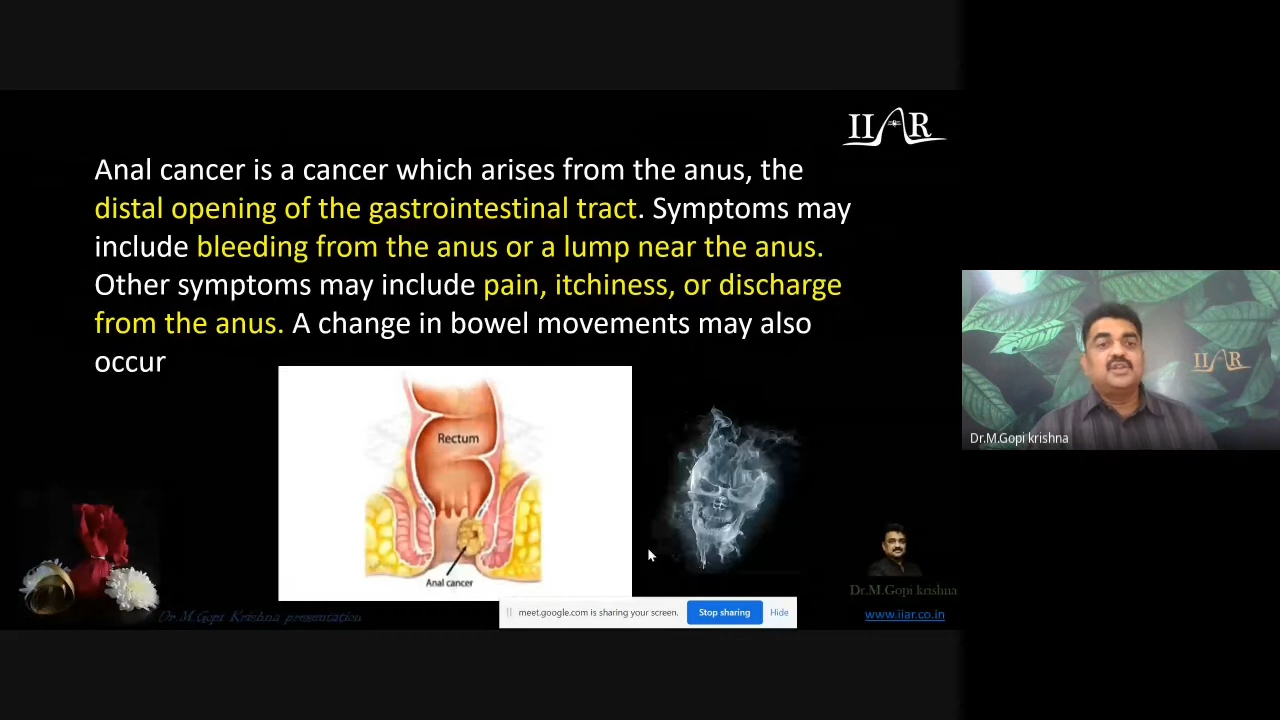 IIAR
Anal cancer is a cancer which arises from the anus, the
distal opening of the gastrointestinal tract. Symptoms may
include bleeding from the anus or a lump near the anus.
Other symptoms may include pain, itchiness, or discharge
from the anus. A change in bowel movements may also
occur
Rectum
Anal cancer
IIAR
Dr.M.Gopi krishna
Dr.M.Gopi krishna
www.iiar.co.in
Dr.M.Gopi Krishna presentation
meet.google.com is sharing your screen.
Stop sharing
Hide